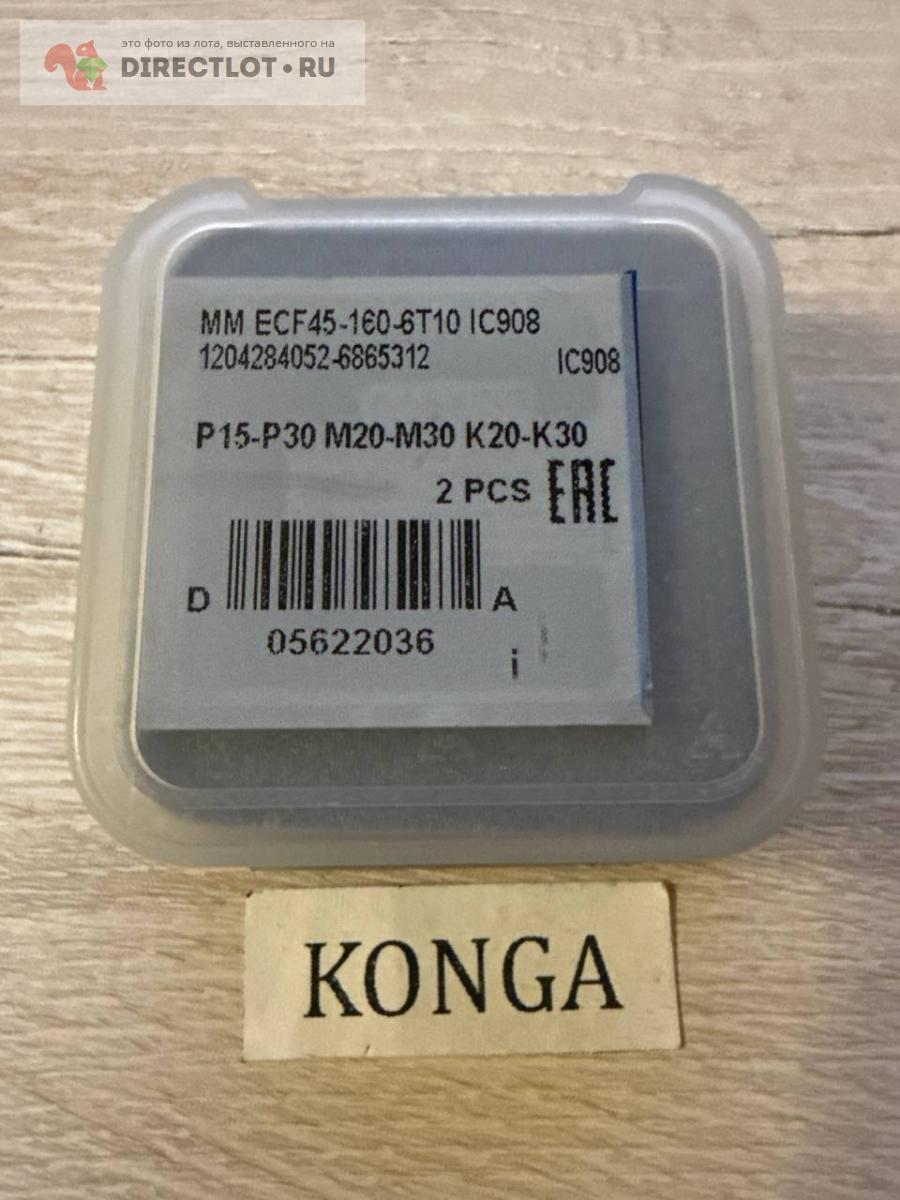 это фото из лота, выставленного на
DIRECTLOT.RU
MM ECF45-160-6T10 IC908
1204284052-6865312 IC908
P15-P30 M20-M30 K20-K30
2 PCS EAC
D A
05622036
i
KONGA